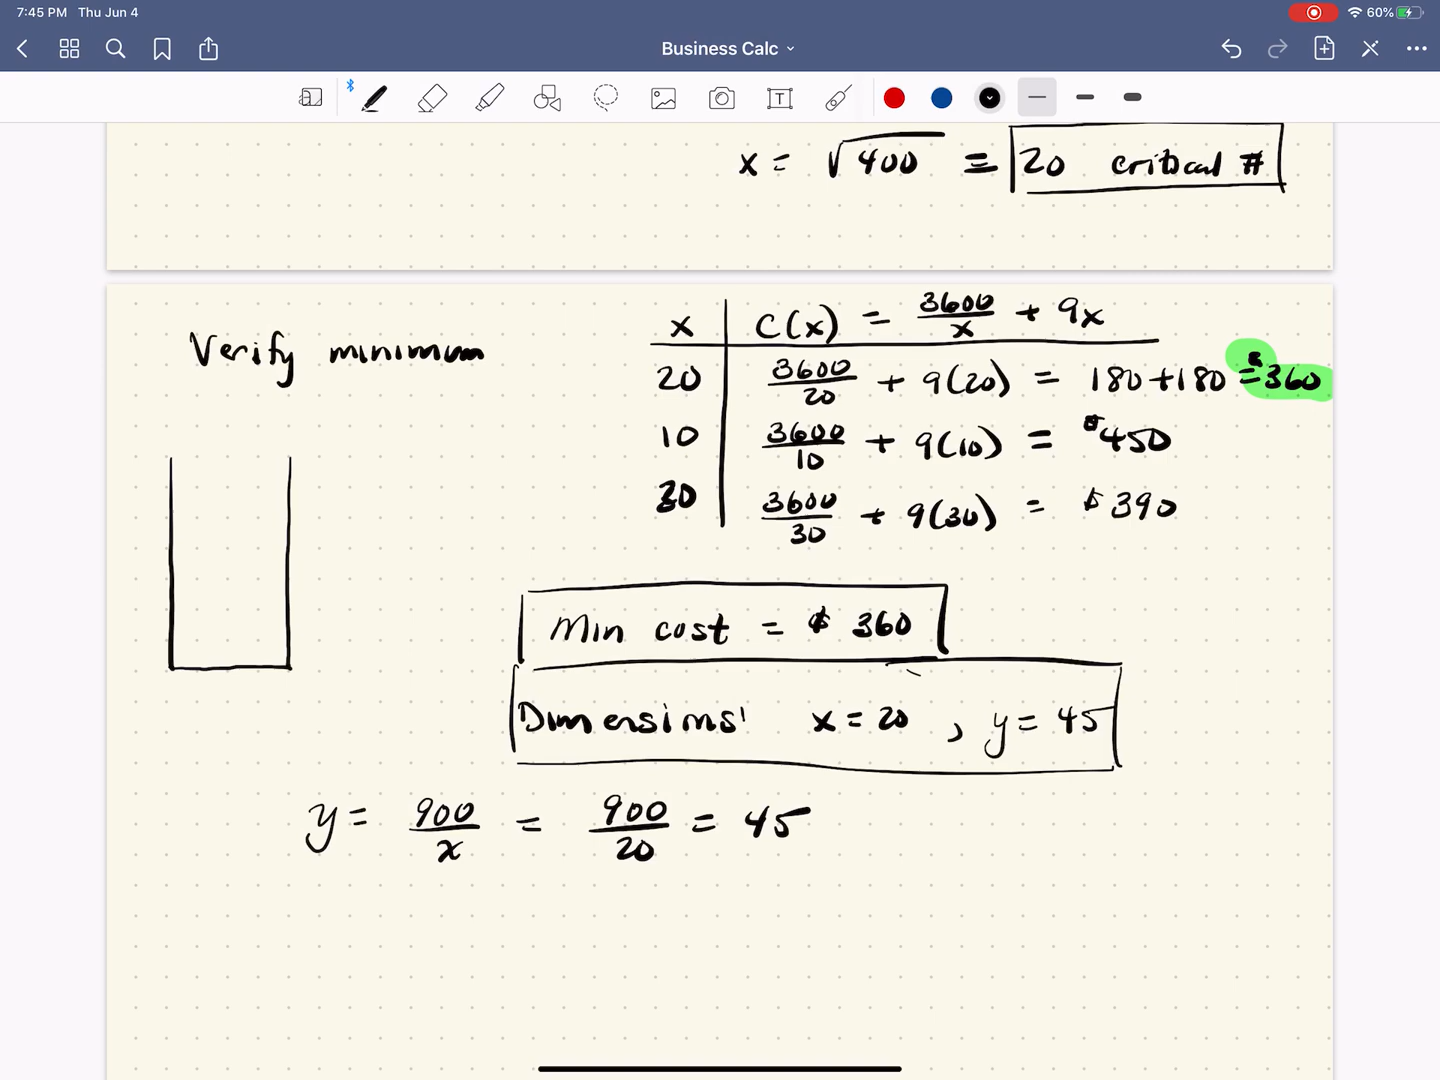 7:45 PM Thu Jun 4
60%
Business Calc
x = √400 = 20 critical #
Verify minimum
x | C(x) = 3600/x + 9x
20 | 3600/20 + 9(20) = 180+180 = $360
10 | 3600/10 + 9(10) = $450
30 | 3600/30 + 9(30) = $390
Min cost = $ 360
Dimensions: x = 20 , y = 45
y = 900/x = 900/20 = 45